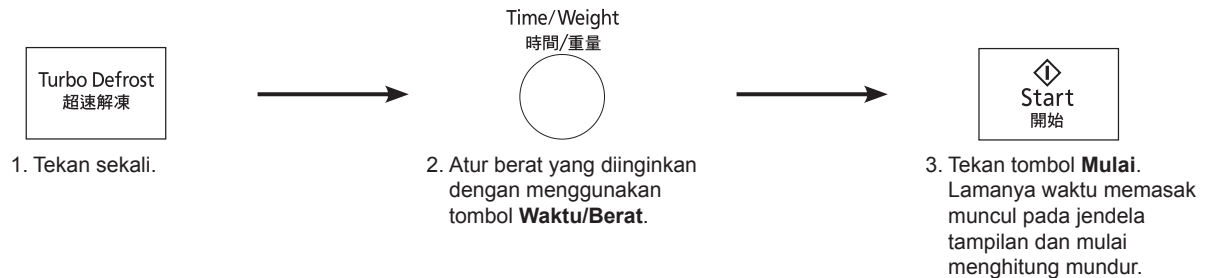 Turbo Defrost
超速解凍
1. Tekan sekali.
Time/Weight
時間/重量
2. Atur berat yang diinginkan
dengan menggunakan
tombol Waktu/Berat.
Start
開始
3. Tekan tombol Mulai.
Lamanya waktu memasak
muncul pada jendela
tampilan dan mulai
menghitung mundur.